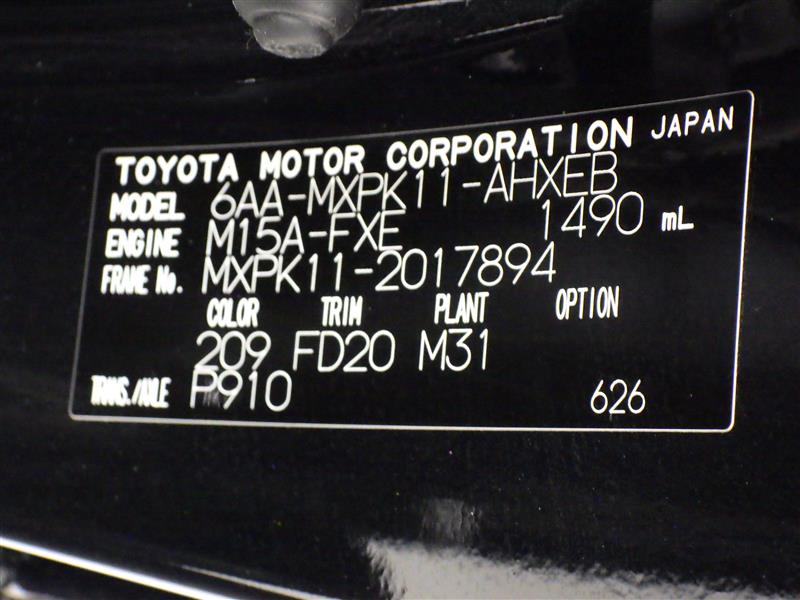 TOYOTA MOTOR CORPORATION JAPAN
MODEL 6AA-MXPK11-AHXEB
ENGINE M15A-FXE 1490 mL
FRAME No. MXPK11-2017894
COLOR TRIM PLANT OPTION
209 FD20 M31
TRANS./AXLE P910 626